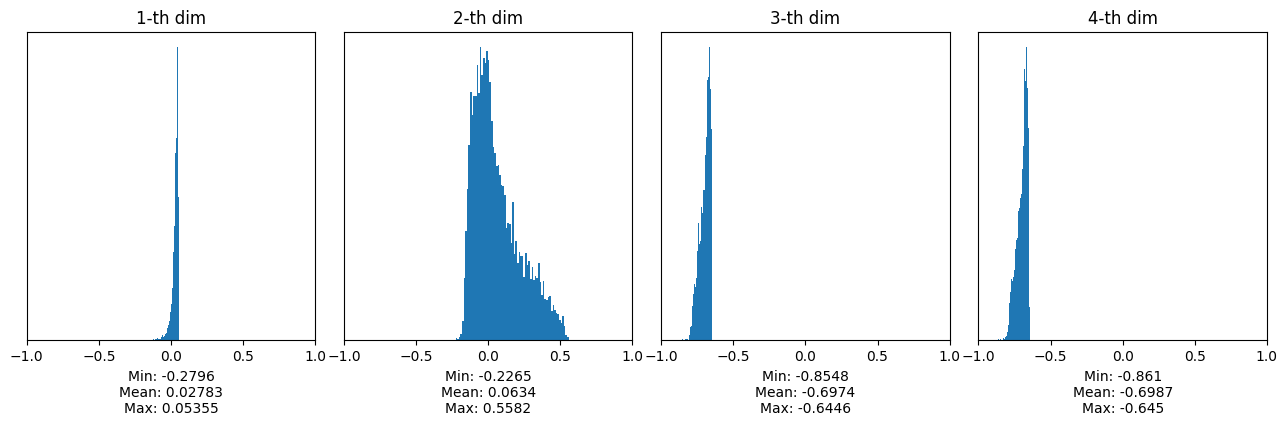 1-th dim
2-th dim
3-th dim
4-th dim
−1.0 −0.5 0.0 0.5 1.0
−1.0 −0.5 0.0 0.5 1.0
−1.0 −0.5 0.0 0.5 1.0
−1.0 −0.5 0.0 0.5 1.0
Min: -0.2796
Mean: 0.02783
Max: 0.05355
Min: -0.2265
Mean: 0.0634
Max: 0.5582
Min: -0.8548
Mean: -0.6974
Max: -0.6446
Min: -0.861
Mean: -0.6987
Max: -0.645